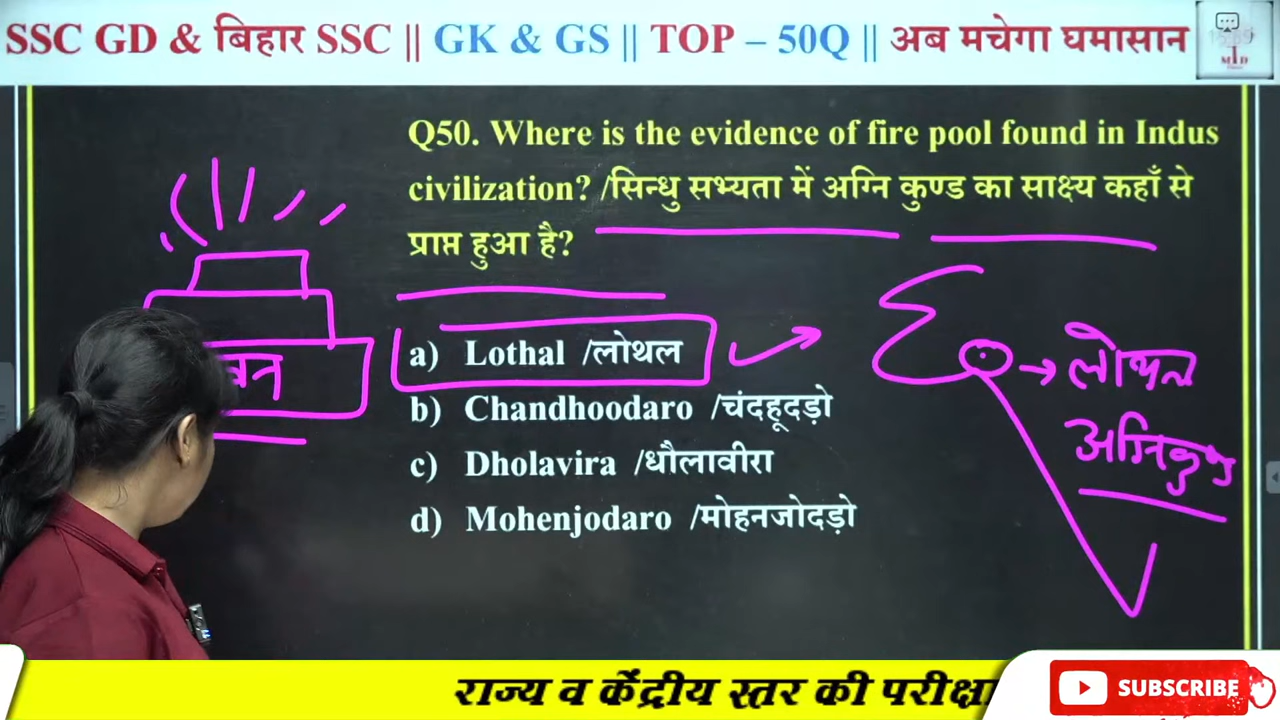 SSC GD & बिहार SSC || GK & GS || TOP – 50Q || अब मचेगा घमासान
Q50. Where is the evidence of fire pool found in Indus
civilization? /सिन्धु सभ्यता में अग्नि कुण्ड का साक्ष्य कहाँ से
प्राप्त हुआ है?
a) Lothal /लोथल
b) Chandhoodaro /चंदहूदड़ो
c) Dholavira /धौलावीरा
d) Mohenjodaro /मोहनजोदड़ो
→ लोथल
राज्य व केंद्रीय स्तर की परीक्षा
SUBSCRIBE